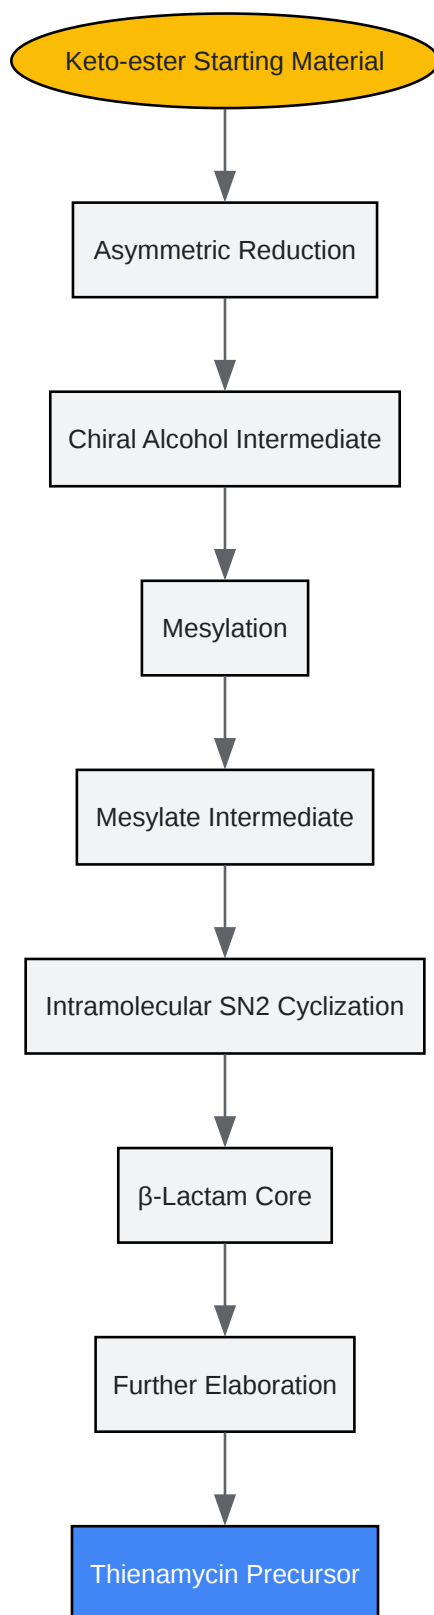 Keto-ester Starting Material
Asymmetric Reduction
Chiral Alcohol Intermediate
Mesylation
Mesylate Intermediate
Intramolecular SN2 Cyclization
β-Lactam Core
Further Elaboration
Thienamycin Precursor